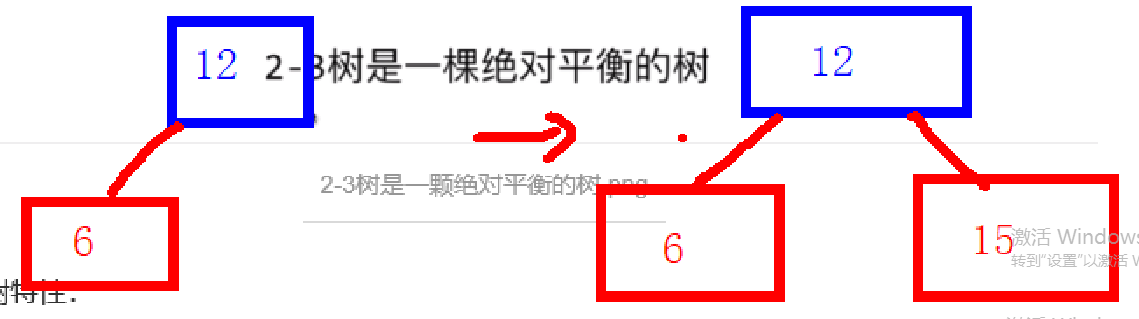 12 2-3树是一棵绝对平衡的树 12
2-3树是一颗绝对平衡的树.png
6 6 15
激活 Windows
转到"设置"以激活 W
树特性：